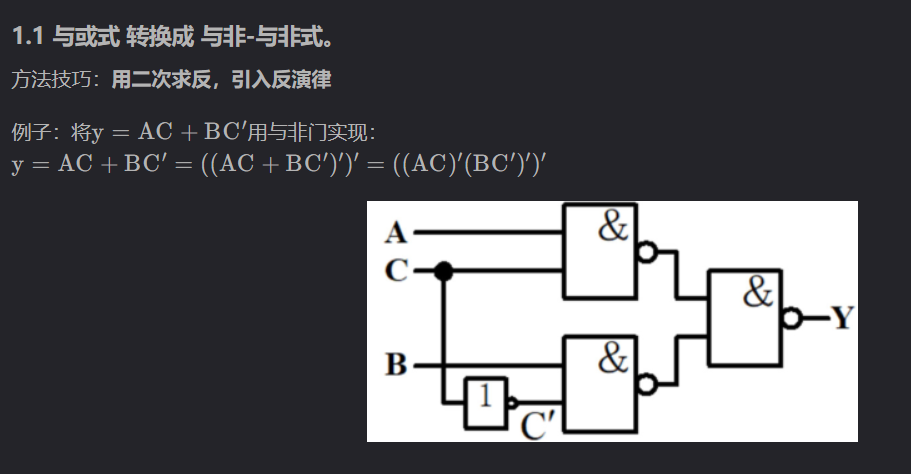 1.1 与或式 转换成 与非-与非式。
方法技巧：用二次求反，引入反演律
例子：将y = AC + BC′用与非门实现：
y = AC + BC′ = ((AC + BC′)′)′ = ((AC)′(BC′)′)′
A
&
C
&
Y
B
&
1
C′